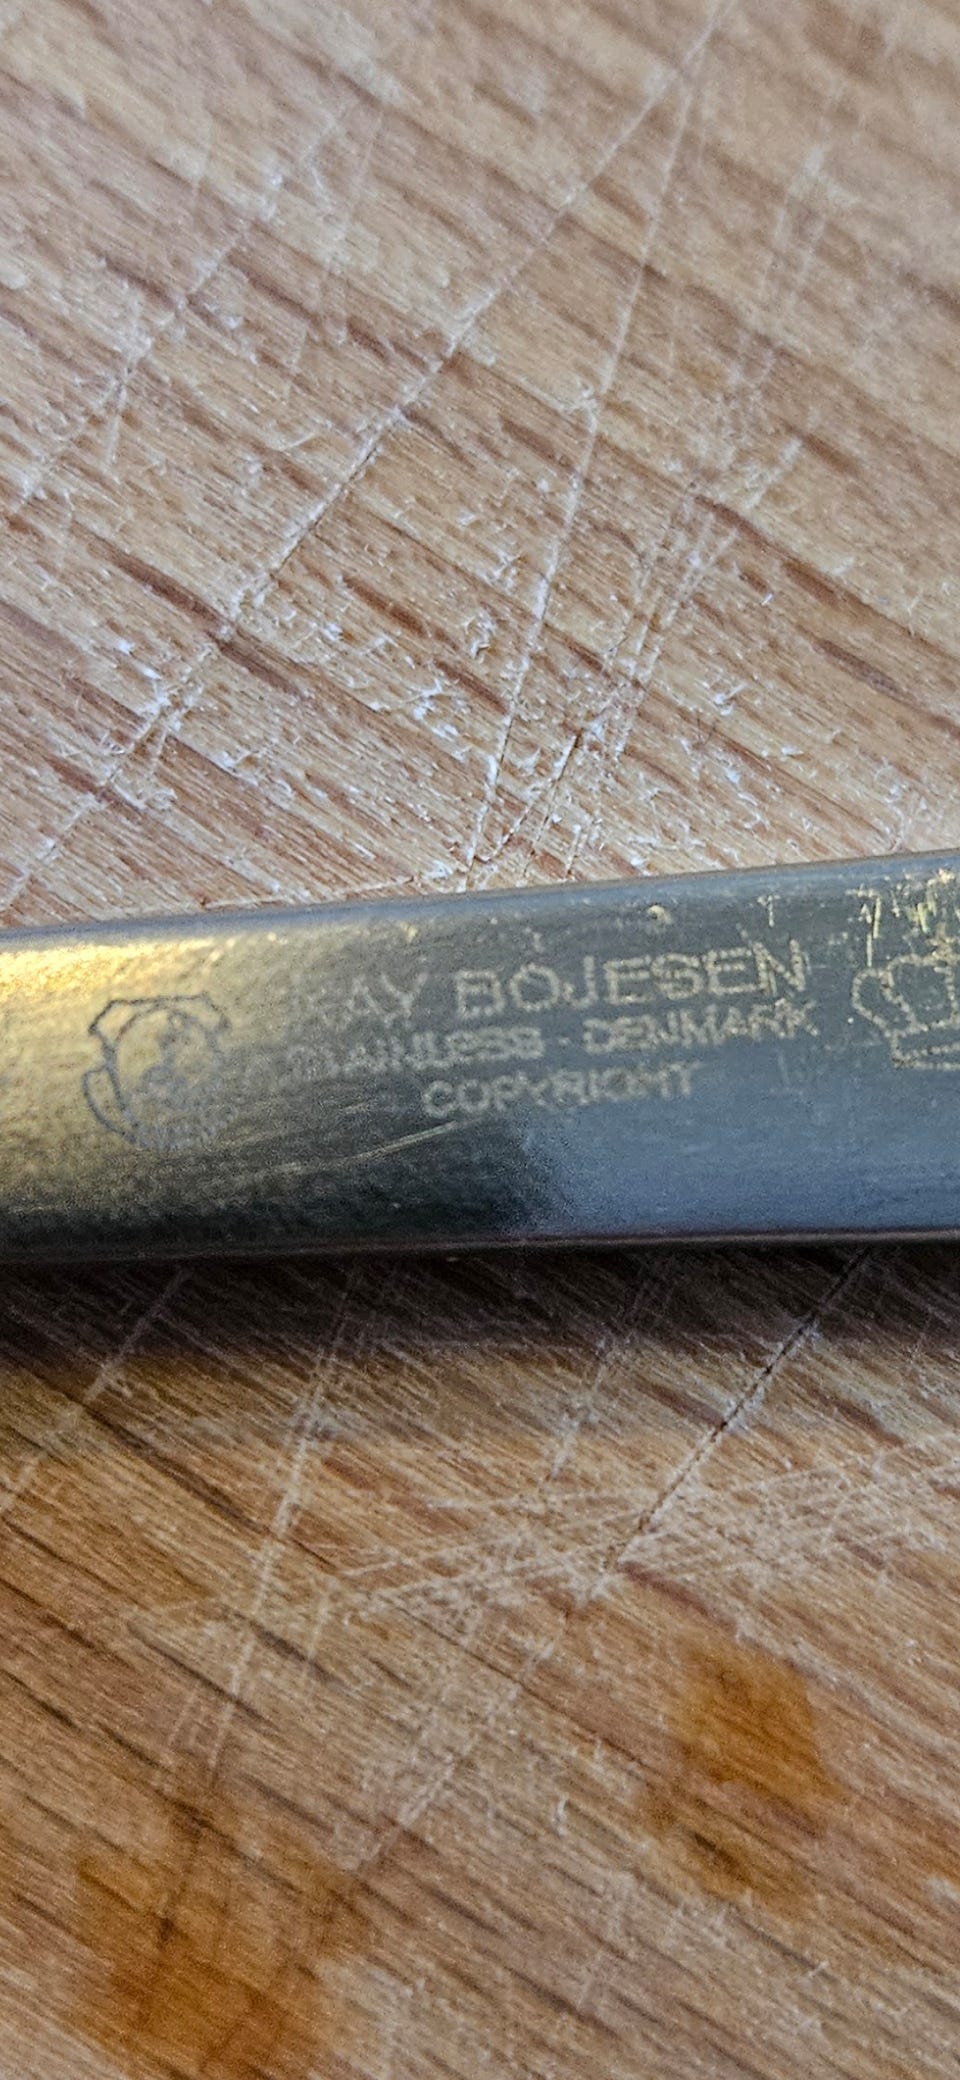 KAY BOJESEN
STAINLESS - DENMARK
COPYRIGHT